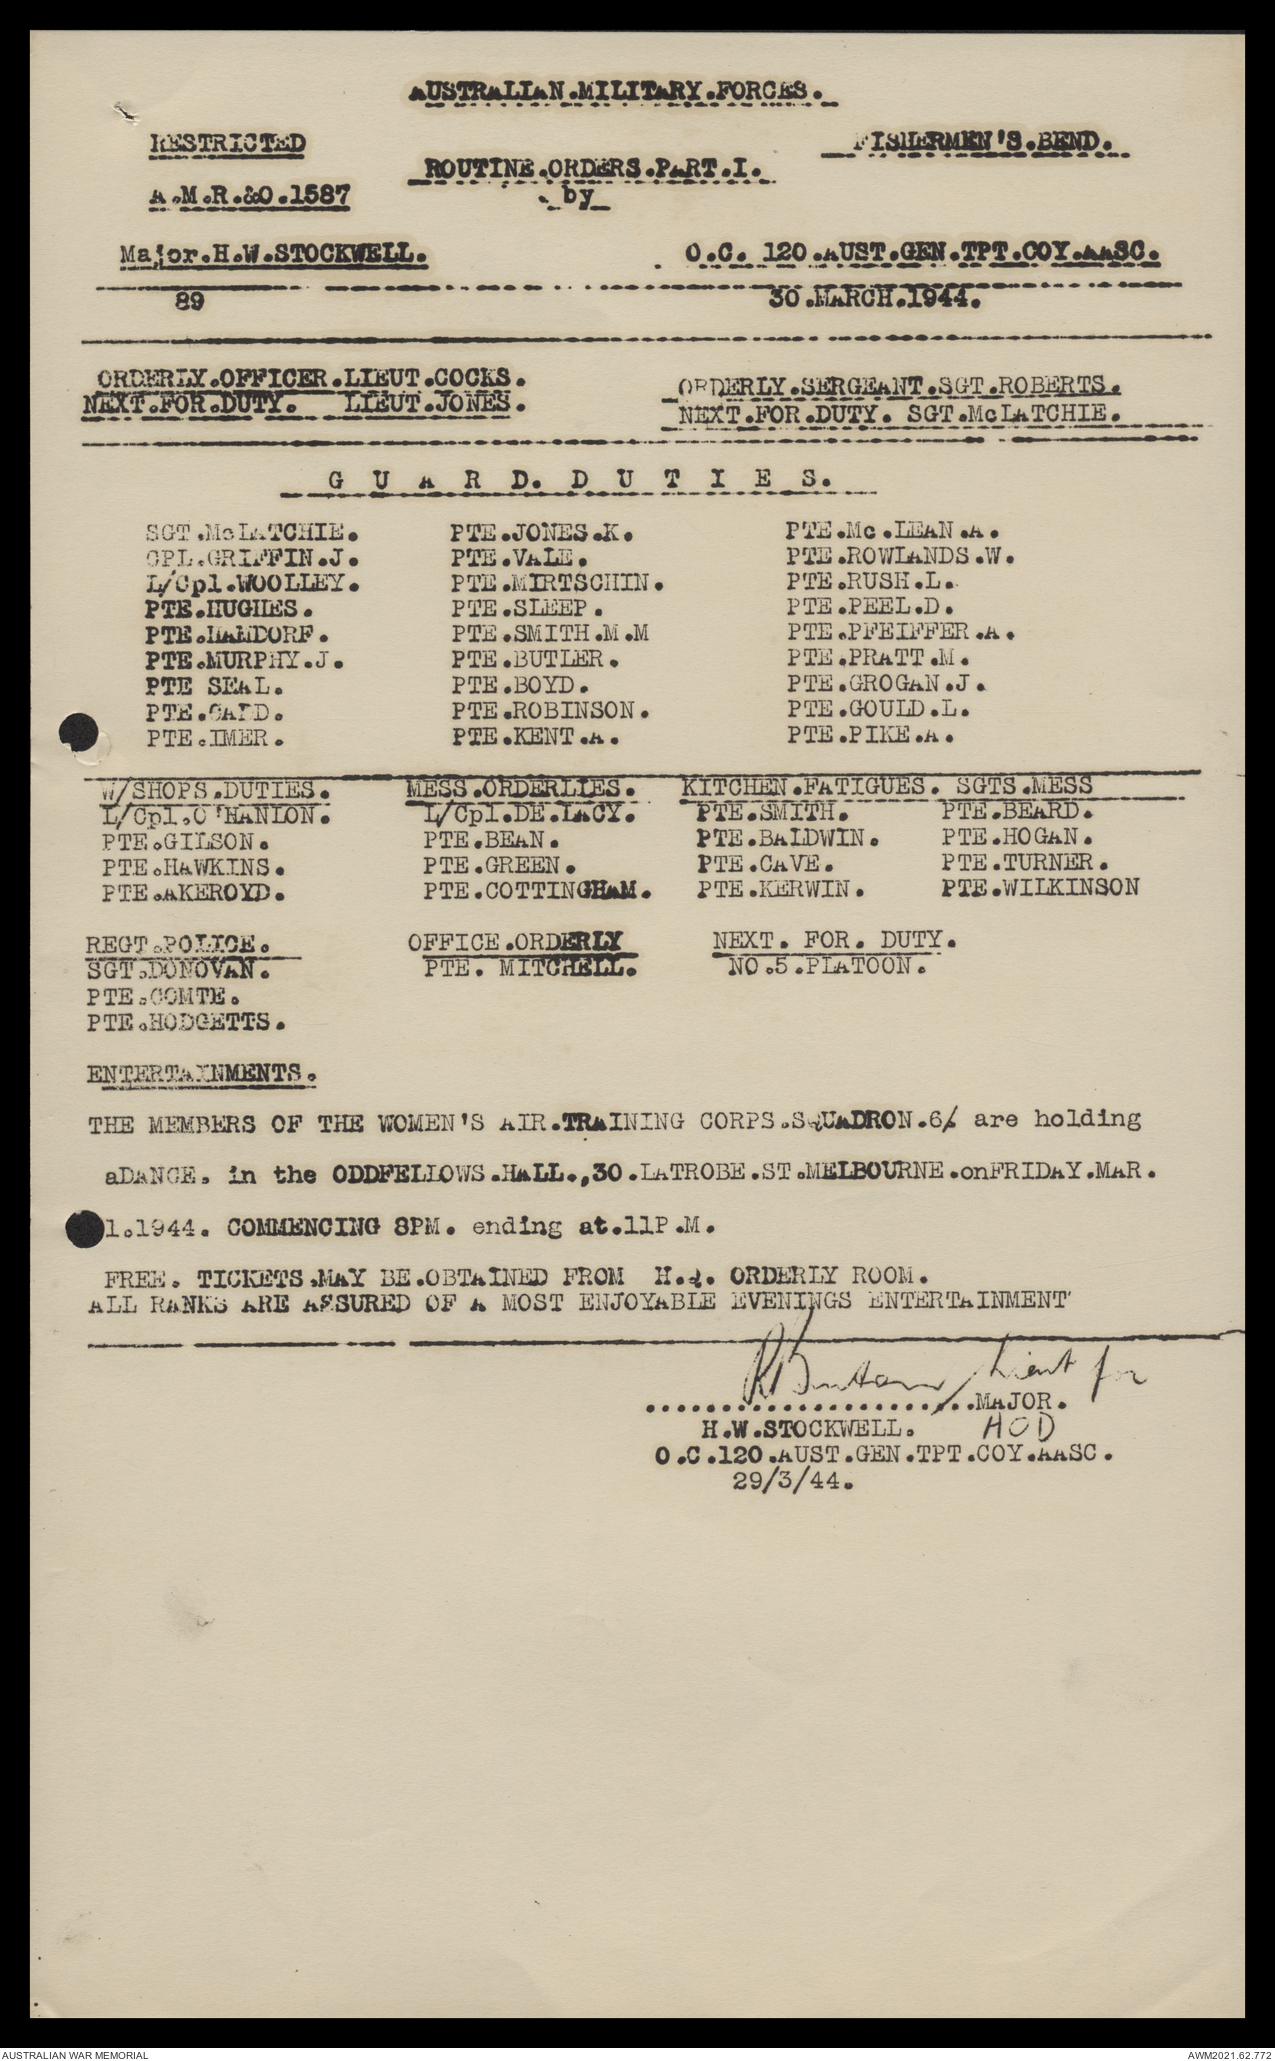 AUSTRALIAN.MILITARY.FORCES.
RESTRICTED FISHERMEN'S.BEND.
ROUTINE.ORDERS.PART.I.
A.M.R.&O.1587 by
Major.H.W.STOCKWELL. O.C. 120.AUST.GEN.TPT.COY.AASC.
89 30.MARCH.1944.
ORDERLY.OFFICER.LIEUT.COCKS. ORDERLY.SERGEANT.SGT.ROBERTS.
NEXT.FOR.DUTY. LIEUT.JONES. NEXT.FOR.DUTY. SGT.McLATCHIE.
G U A R D. D U T I E S.
SGT.McLATCHIE. PTE.JONES.K. PTE.Mc.LEAN.A.
CPL.GRIFFIN.J. PTE.VALE. PTE.ROWLANDS.W.
L/Cpl.WOOLLEY. PTE.MIRTSCHIN. PTE.RUSH.L.
PTE.HUGHES. PTE.SLEEP. PTE.PEEL.D.
PTE. PTE.SMITH.M.M PTE.PFEIFFER.A.
PTE.MURPHY.J. PTE.BUTLER. PTE.PRATT.M.
PTE SEAL. PTE.BOYD. PTE.GROGAN.J.
PTE. PTE.ROBINSON. PTE.GOULD.L.
PTE.IMER. PTE.KENT.A. PTE.PIKE.A.
W/SHOPS.DUTIES. MESS.ORDERLIES. KITCHEN.FATIGUES. SGTS.MESS
L/Cpl.O'HANLON. L/Cpl.DE.LACY. PTE.SMITH. PTE.BEARD.
PTE.GILSON. PTE.BEAN. PTE.BALDWIN. PTE.HOGAN.
PTE.HAWKINS. PTE.GREEN. PTE.CAVE. PTE.TURNER.
PTE.AKEROYD. PTE.COTTINGHAM. PTE.KERWIN. PTE.WILKINSON
REGT.POLICE. OFFICE.ORDERLY NEXT. FOR. DUTY.
SGT.DONOVAN. PTE. MITCHELL. NO.5.PLATOON.
PTE.COMTE.
PTE.HODGETTS.
ENTERTAINMENTS.
THE MEMBERS OF THE WOMEN'S AIR.TRAINING CORPS.SQUADRON.6/ are holding
aDANCE. in the ODDFELLOWS.HALL.,30.LATROBE.ST.MELBOURNE.onFRIDAY.MAR.
1.1944. COMMENCING 8PM. ending at.11P.M.
FREE. TICKETS.MAY BE.OBTAINED FROM H.Q. ORDERLY ROOM.
ALL RANKS ARE ASSURED OF A MOST ENJOYABLE EVENINGS ENTERTAINMENT
Lieut for
.....................MAJOR.
H.W.STOCKWELL. HOD
O.C.120.AUST.GEN.TPT.COY.AASC.
29/3/44.
AUSTRALIAN WAR MEMORIAL AWM2021.62.772